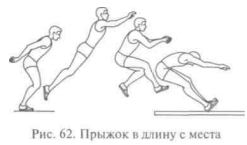 Рис. 62. Прыжок в длину с места